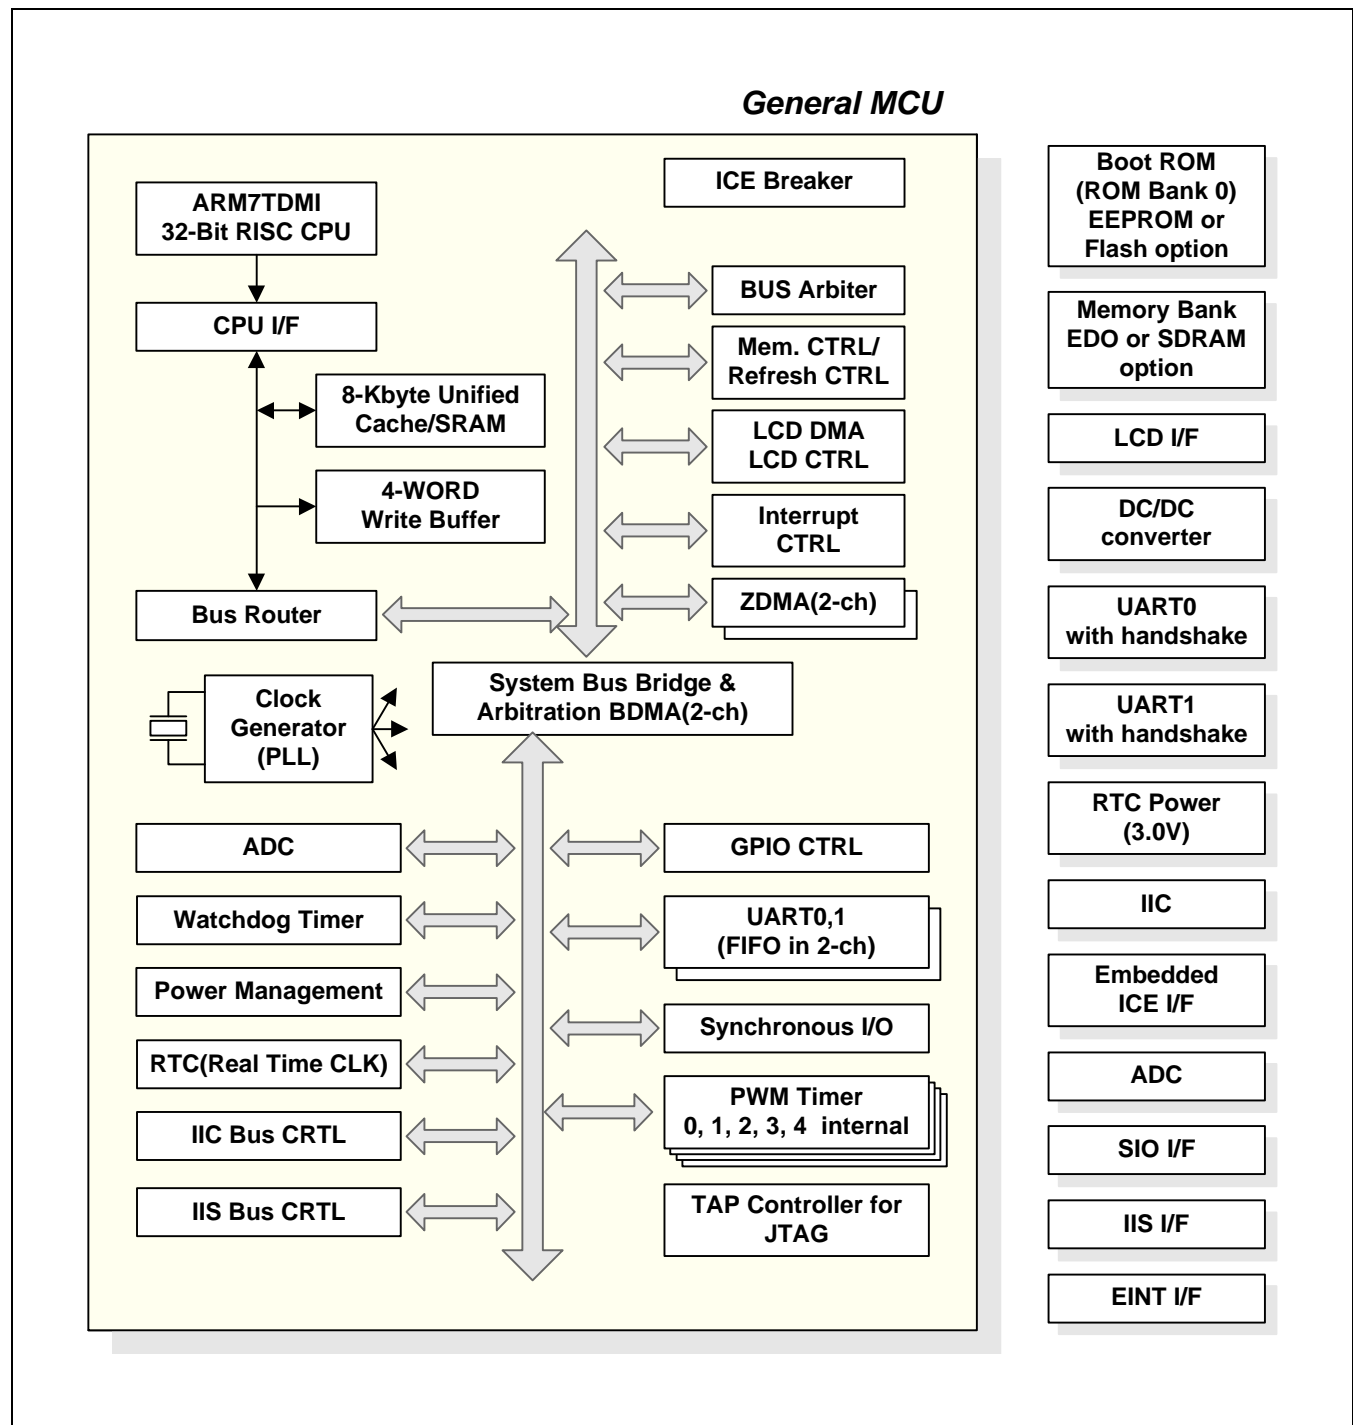 General MCU
ICE Breaker
ARM7TDMI
32-Bit RISC CPU
CPU I/F
8-Kbyte Unified
Cache/SRAM
4-WORD
Write Buffer
Bus Router
BUS Arbiter
Mem. CTRL/
Refresh CTRL
LCD DMA
LCD CTRL
Interrupt
CTRL
ZDMA(2-ch)
System Bus Bridge &
Arbitration BDMA(2-ch)
Clock
Generator
(PLL)
ADC
Watchdog Timer
Power Management
RTC(Real Time CLK)
IIC Bus CRTL
IIS Bus CRTL
GPIO CTRL
UART0,1
(FIFO in 2-ch)
Synchronous I/O
PWM Timer
0, 1, 2, 3, 4 internal
TAP Controller for
JTAG
Boot ROM
(ROM Bank 0)
EEPROM or
Flash option
Memory Bank
EDO or SDRAM
option
LCD I/F
DC/DC
converter
UART0
with handshake
UART1
with handshake
RTC Power
(3.0V)
IIC
Embedded
ICE I/F
ADC
SIO I/F
IIS I/F
EINT I/F